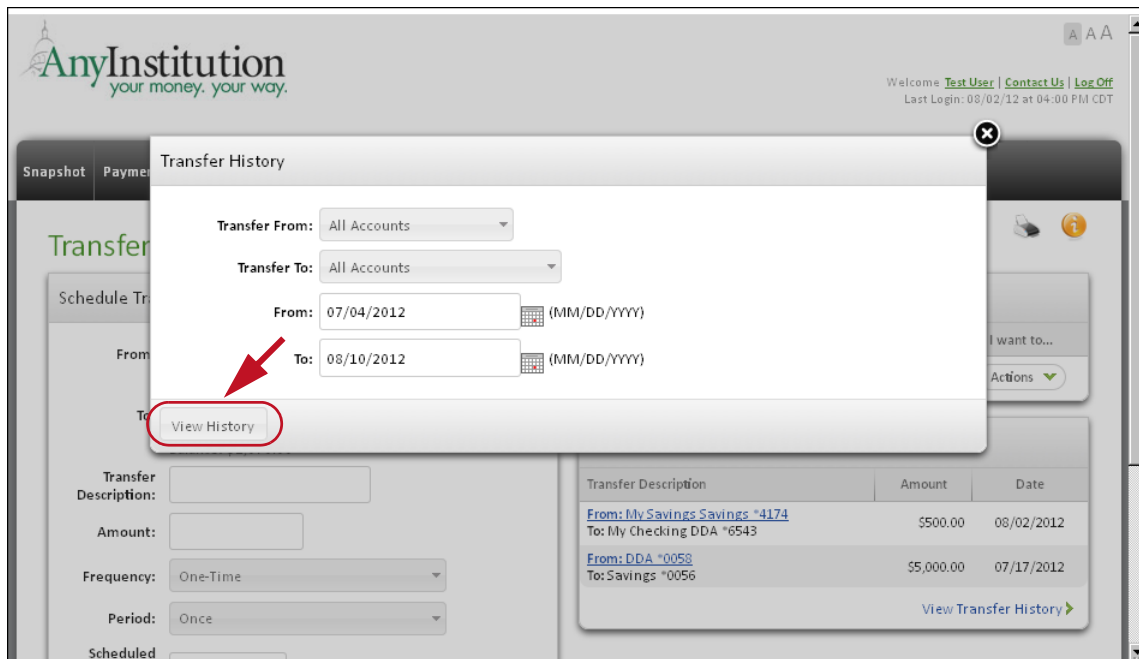 A A A
AnyInstitution
your money. your way.
Welcome Test User | Contact Us | Log Off
Last Login: 08/02/12 at 04:00 PM CDT
Snapshot
Transfer History
Transfer From: All Accounts
Transfer To: All Accounts
From: 07/04/2012 (MM/DD/YYYY)
To: 08/10/2012 (MM/DD/YYYY)
View History
Transfer
Schedule
From
I want to...
Actions
Transfer
Description:
Amount:
Frequency: One-Time
Period: Once
Scheduled
Transfer Description Amount Date
From: My Savings Savings *4174
To: My Checking DDA *6543
$500.00 08/02/2012
From: DDA *0058
To: Savings *0056
$5,000.00 07/17/2012
View Transfer History